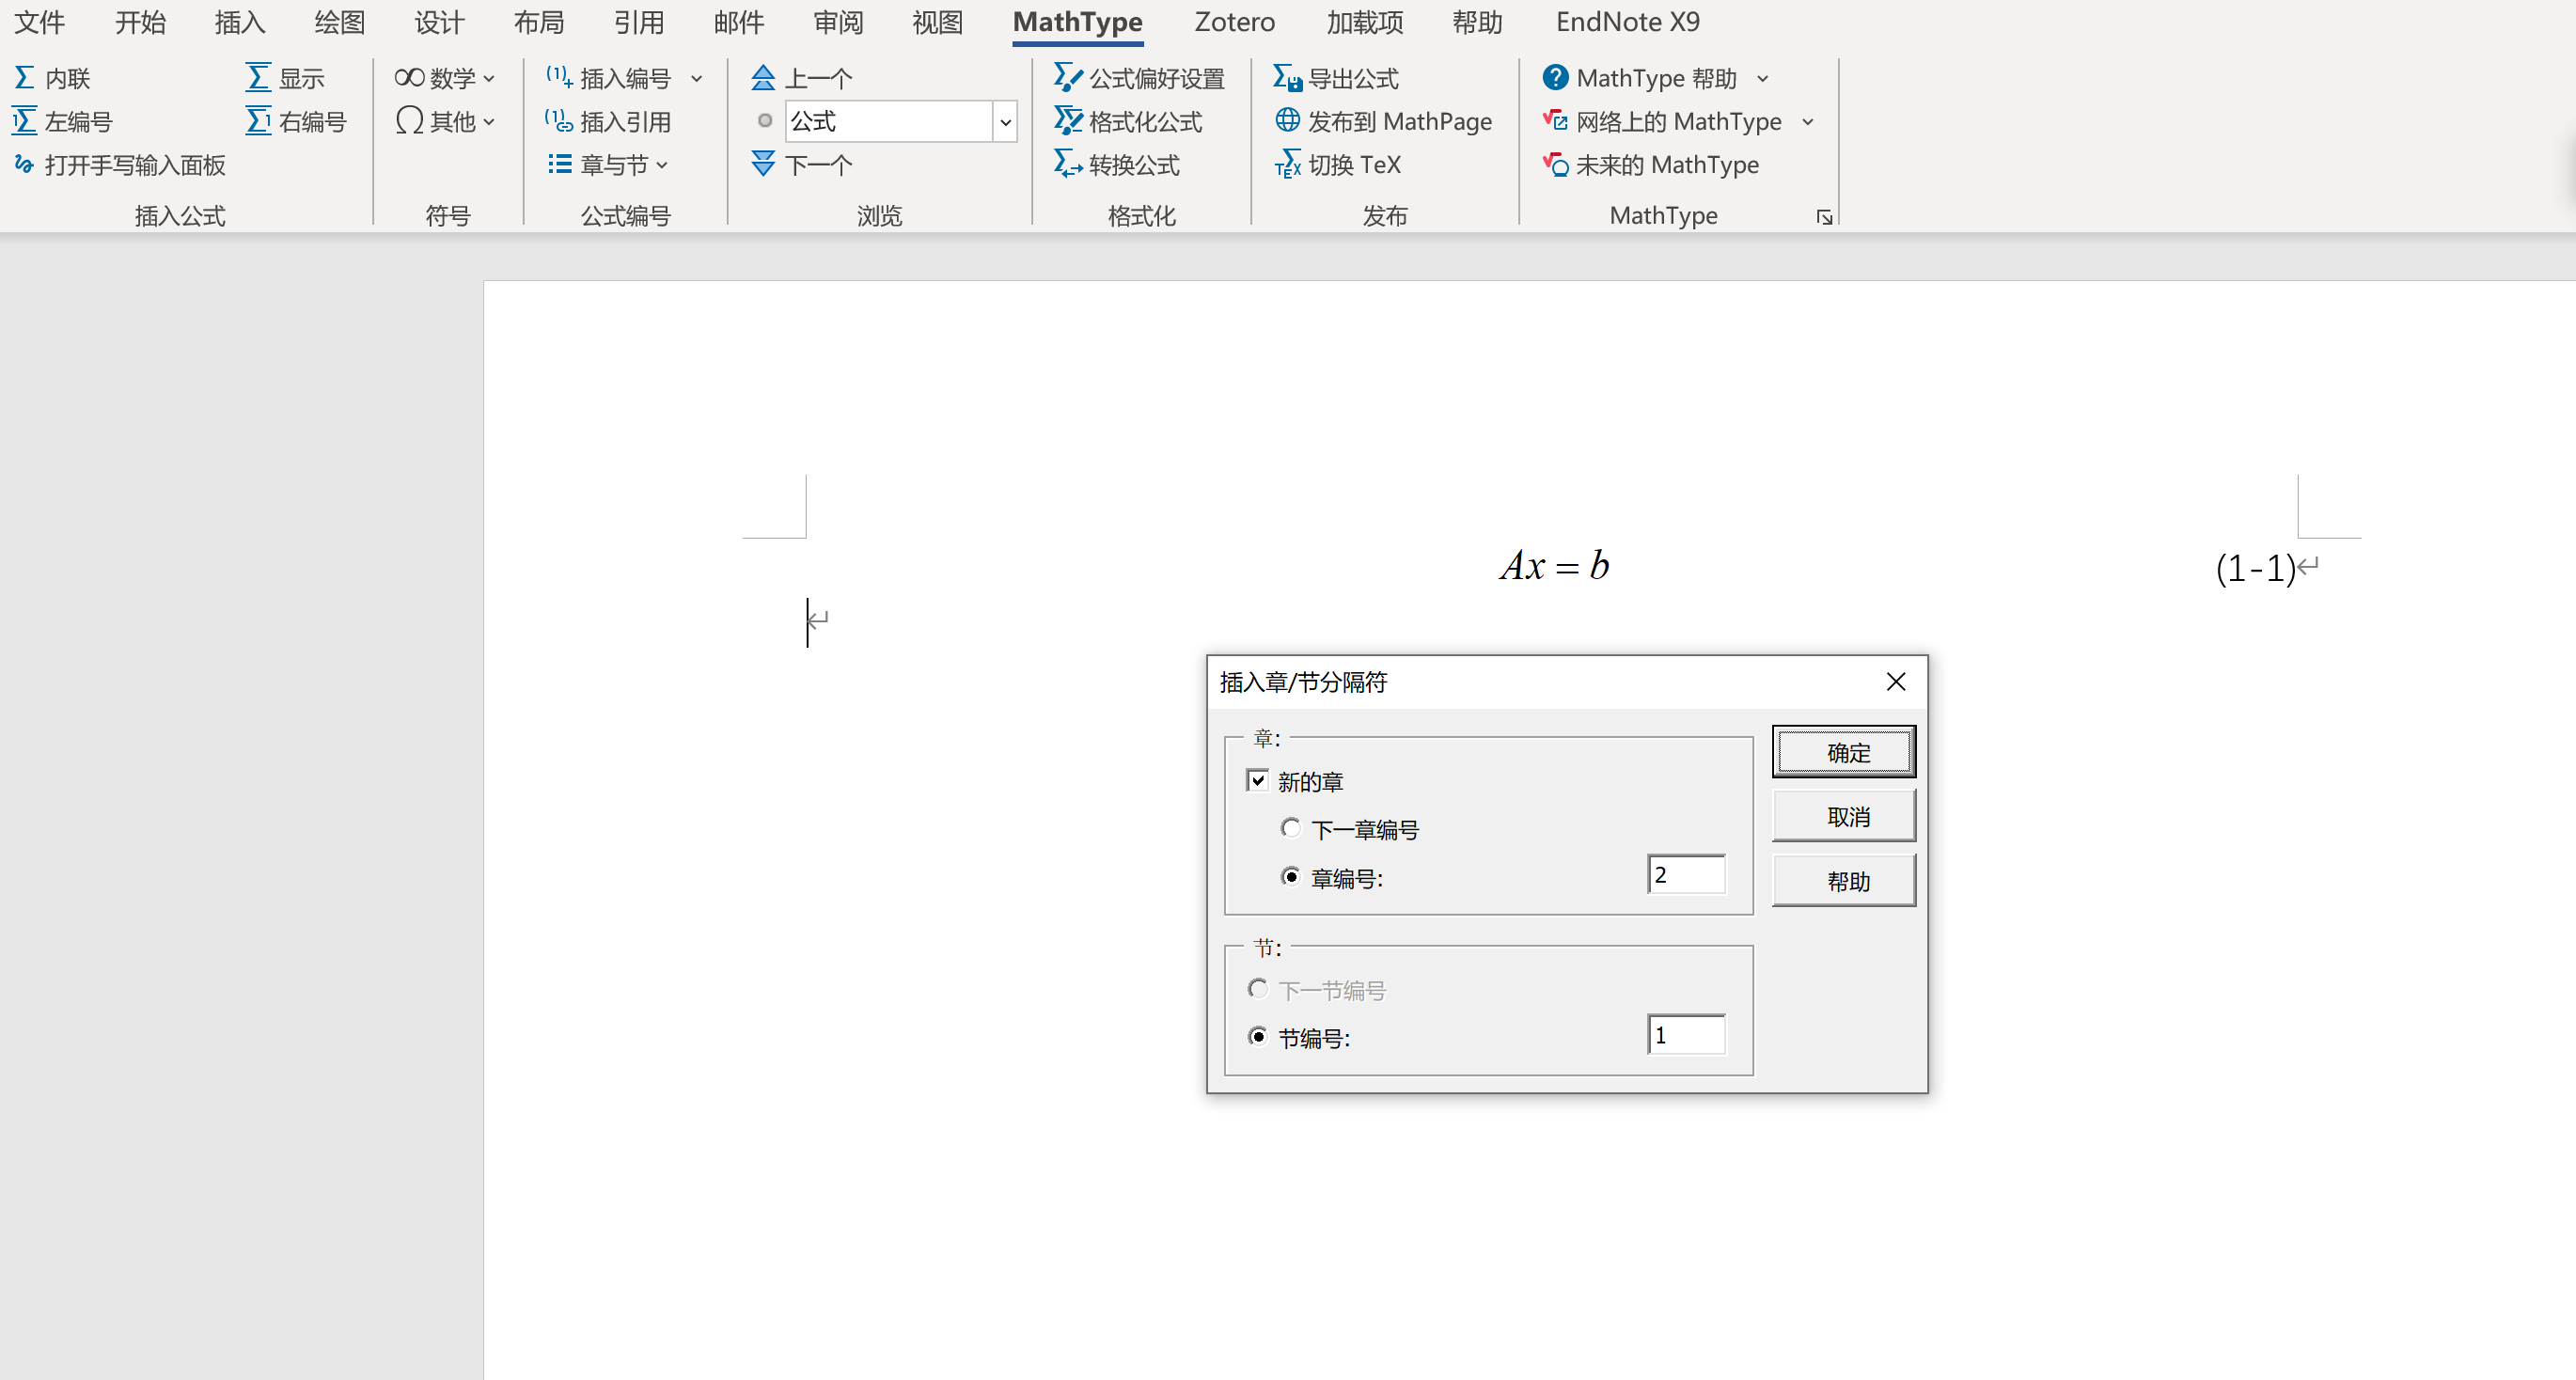 文件 开始 插入 绘图 设计 布局 引用 邮件 审阅 视图 MathType Zotero 加载项 帮助 EndNote X9
内联 显示 数学 插入编号 上一个 公式偏好设置 导出公式 MathType 帮助
左编号 右编号 其他 插入引用 公式 格式化公式 发布到 MathPage 网络上的 MathType
打开手写输入面板 章与节 下一个 转换公式 切换 TeX 未来的 MathType
插入公式 符号 公式编号 浏览 格式化 发布 MathType
Ax = b (1-1)
插入章/节分隔符
章:
新的章
下一章编号
章编号: 2
节:
下一节编号
节编号: 1
确定
取消
帮助